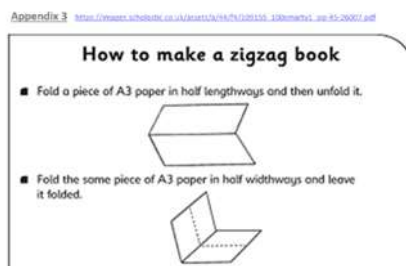 Appendix 3
How to make a zigzag book
Fold a piece of A3 paper in half lengthways and then unfold it.
Fold the same piece of A3 paper in half widthways and leave
it folded.